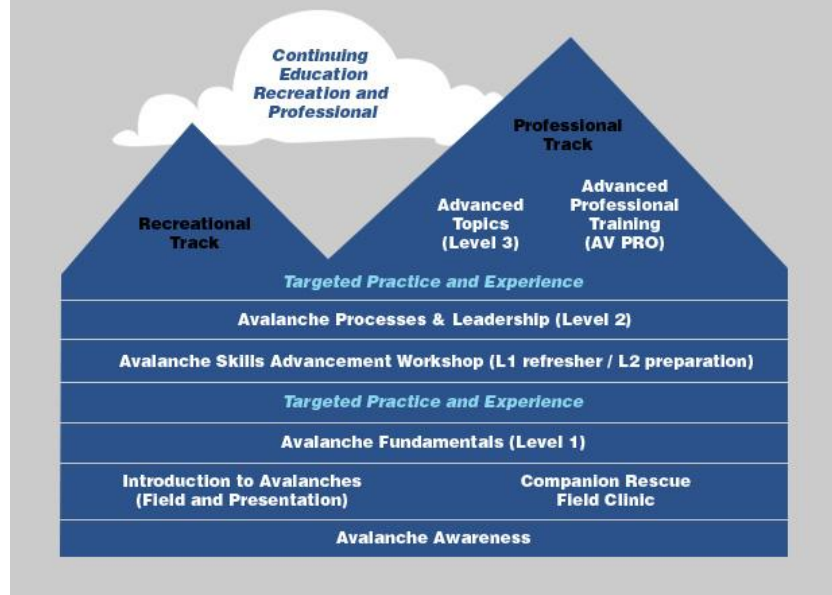 Continuing
Education
Recreation and
Professional
Professional
Track
Recreational
Track
Advanced
Topics
(Level 3)
Advanced
Professional
Training
(AV PRO)
Targeted Practice and Experience
Avalanche Processes & Leadership (Level 2)
Avalanche Skills Advancement Workshop (L1 refresher / L2 preparation)
Targeted Practice and Experience
Avalanche Fundamentals (Level 1)
Introduction to Avalanches
(Field and Presentation)
Companion Rescue
Field Clinic
Avalanche Awareness